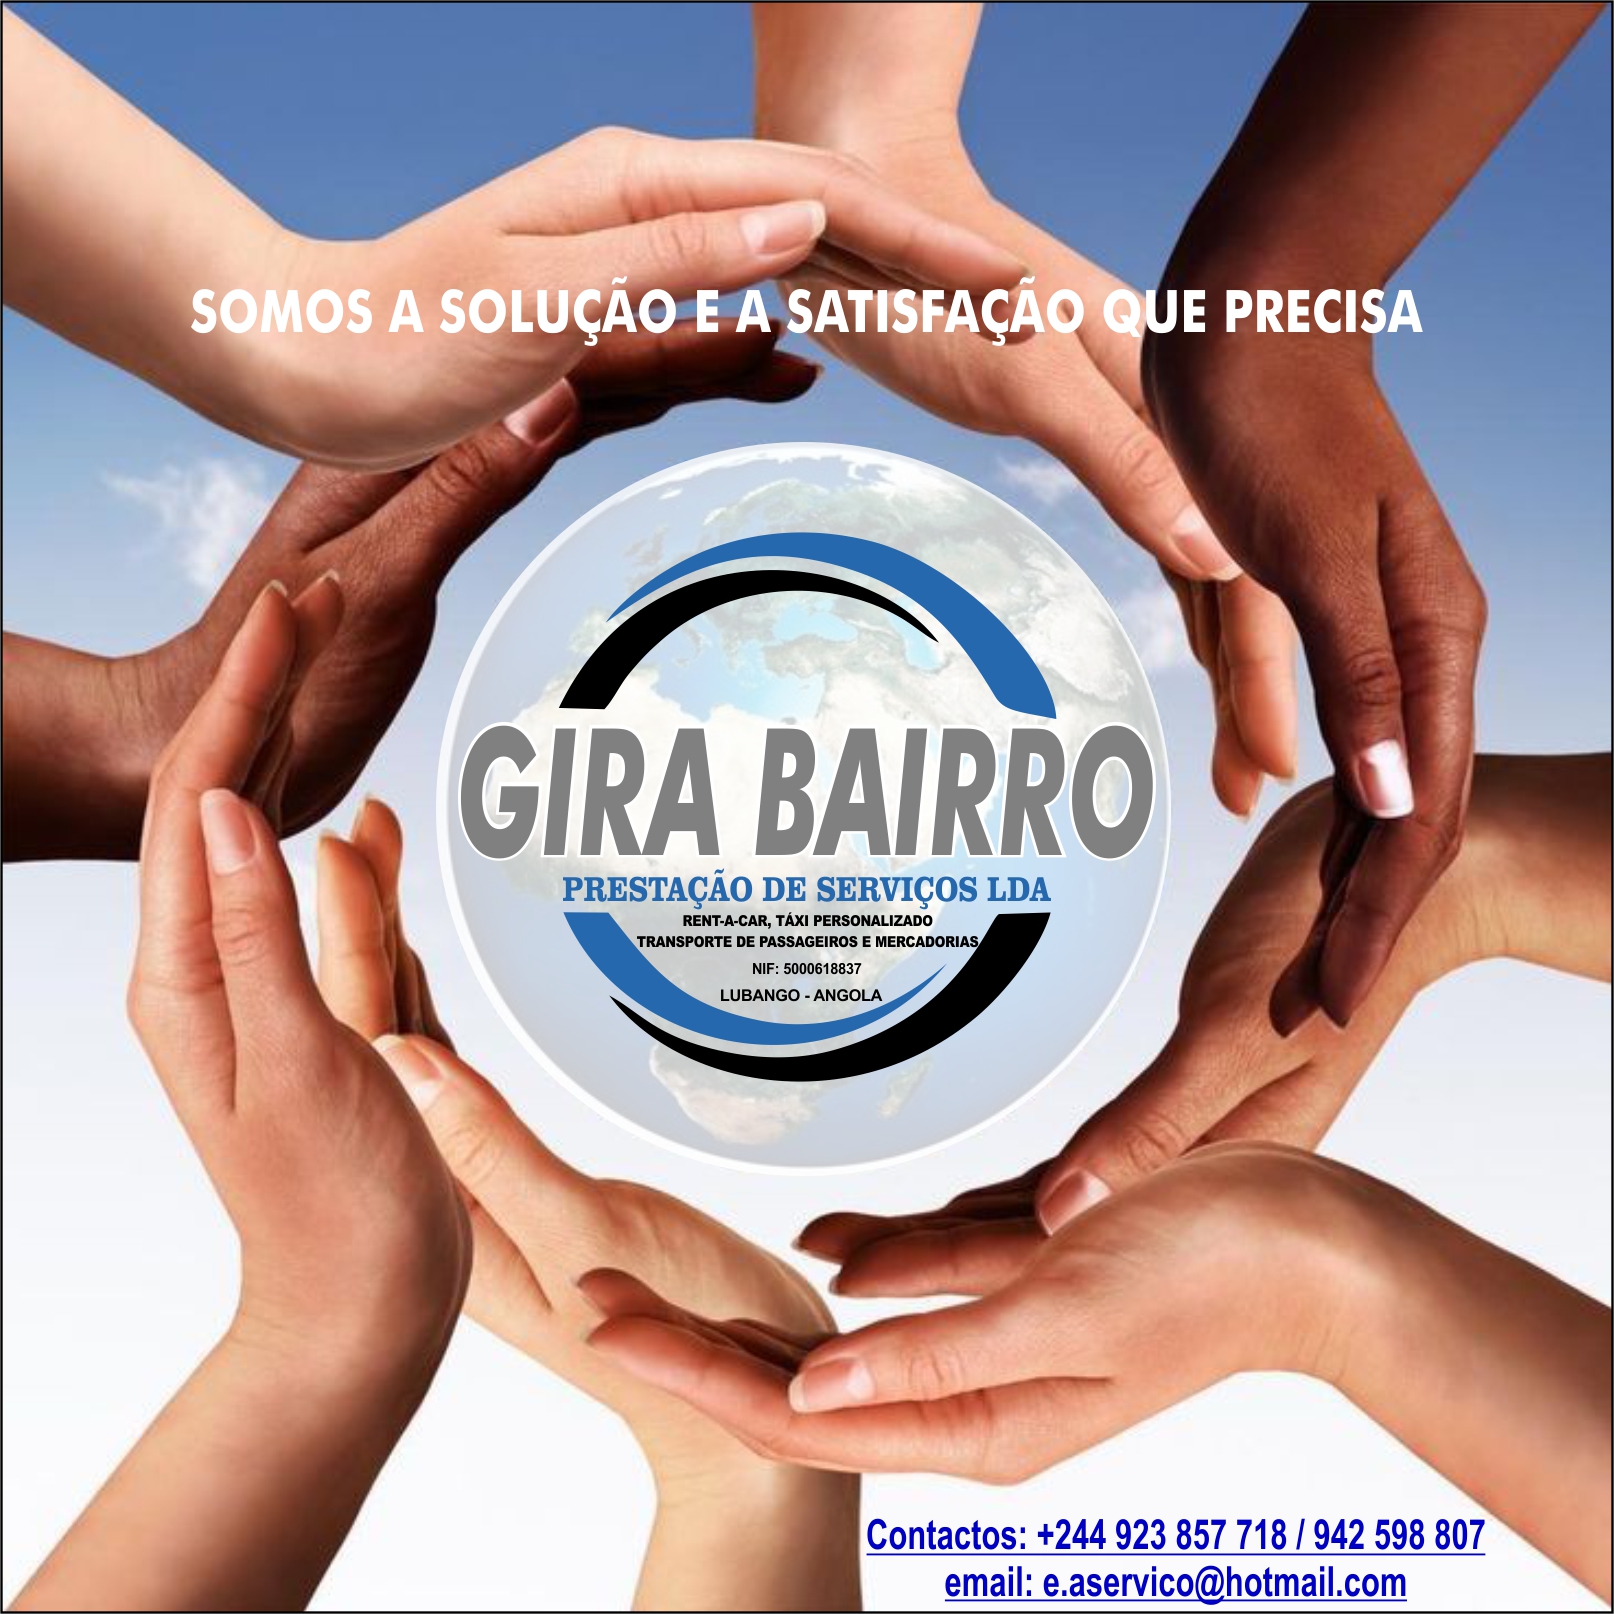 SOMOS A SOLUÇÃO E A SATISFAÇÃO QUE PRECISA
GIRA BAIRRO
PRESTAÇÃO DE SERVIÇOS LDA
RENT-A-CAR, TÁXI PERSONALIZADO
TRANSPORTE DE PASSAGEIROS E MERCADORIAS
NIF: 5000618837
LUBANGO - ANGOLA
Contactos: +244 923 857 718 / 942 598 807
email: e.aservico@hotmail.com